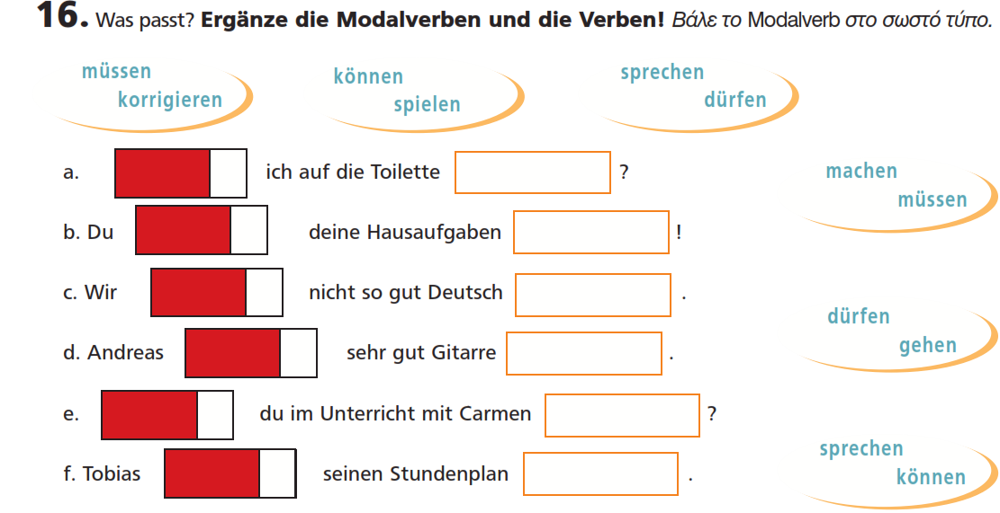 16. Was passt? Ergänze die Modalverben und die Verben! Βάλε το Modalverb στο σωστό τύπο.
müssen
korrigieren
können
spielen
sprechen
dürfen
a. ich auf die Toilette ?
b. Du deine Hausaufgaben !
c. Wir nicht so gut Deutsch .
d. Andreas sehr gut Gitarre .
e. du im Unterricht mit Carmen ?
f. Tobias seinen Stundenplan .
machen
müssen
dürfen
gehen
sprechen
können